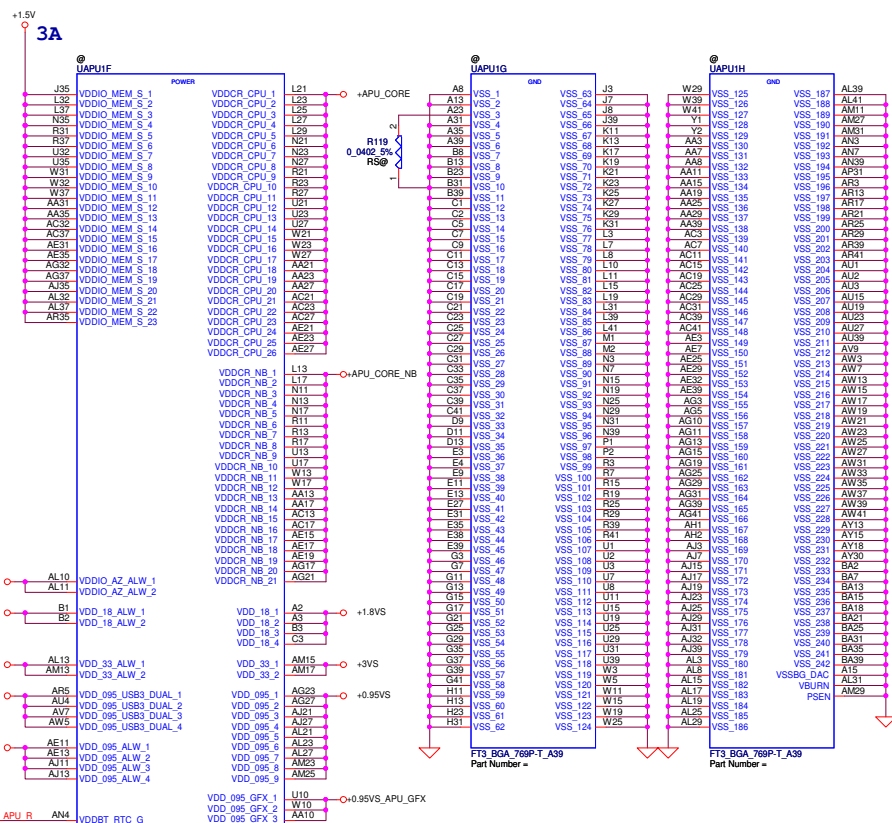 +1.5V
3A
@
UAPU1F
POWER
J35 VDDIO_MEM_S_1 VDDCR_CPU_1 L21 +APU_CORE
L32 VDDIO_MEM_S_2 VDDCR_CPU_2 L23
L37 VDDIO_MEM_S_3 VDDCR_CPU_3 L25
N35 VDDIO_MEM_S_4 VDDCR_CPU_4 L27
R31 VDDIO_MEM_S_5 VDDCR_CPU_5 L29
R37 VDDIO_MEM_S_6 VDDCR_CPU_6 N21
U32 VDDIO_MEM_S_7 VDDCR_CPU_7 N23
U35 VDDIO_MEM_S_8 VDDCR_CPU_8 N27
W31 VDDIO_MEM_S_9 VDDCR_CPU_9 R21
W32 VDDIO_MEM_S_10 VDDCR_CPU_10 R23
W37 VDDIO_MEM_S_11 VDDCR_CPU_11 R27
AA31 VDDIO_MEM_S_12 VDDCR_CPU_12 U21
AA35 VDDIO_MEM_S_13 VDDCR_CPU_13 U23
AC32 VDDIO_MEM_S_14 VDDCR_CPU_14 U27
AC37 VDDIO_MEM_S_15 VDDCR_CPU_15 W21
AE31 VDDIO_MEM_S_16 VDDCR_CPU_16 W23
AE35 VDDIO_MEM_S_17 VDDCR_CPU_17 W27
AG32 VDDIO_MEM_S_18 VDDCR_CPU_18 AA21
AG37 VDDIO_MEM_S_19 VDDCR_CPU_19 AA23
AJ35 VDDIO_MEM_S_20 VDDCR_CPU_20 AA27
AL32 VDDIO_MEM_S_21 VDDCR_CPU_21 AC21
AL37 VDDIO_MEM_S_22 VDDCR_CPU_22 AC23
AR35 VDDIO_MEM_S_23 VDDCR_CPU_23 AC27
VDDCR_CPU_24 AE21
VDDCR_CPU_25 AE23
VDDCR_CPU_26 AE27
VDDCR_NB_1 L13 +APU_CORE_NB
VDDCR_NB_2 L17
VDDCR_NB_3 N11
VDDCR_NB_4 N13
VDDCR_NB_5 N17
VDDCR_NB_6 R11
VDDCR_NB_7 R13
VDDCR_NB_8 R17
VDDCR_NB_9 U13
VDDCR_NB_10 U17
VDDCR_NB_11 W13
VDDCR_NB_12 W17
VDDCR_NB_13 AA13
VDDCR_NB_14 AA17
VDDCR_NB_15 AC13
VDDCR_NB_16 AC17
VDDCR_NB_17 AE15
VDDCR_NB_18 AE17
VDDCR_NB_19 AE19
VDDCR_NB_20 AG17
AL10 VDDIO_AZ_ALW_1 VDDCR_NB_21 AG21
AL11 VDDIO_AZ_ALW_2
B1 VDD_18_ALW_1 VDD_18_1 A2 +1.8VS
B2 VDD_18_ALW_2 VDD_18_2 A3
VDD_18_3 B3
VDD_18_4 C3
AL13 VDD_33_ALW_1 VDD_33_1 AM15 +3VS
AM13 VDD_33_ALW_2 VDD_33_2 AM17
AR5 VDD_095_USB3_DUAL_1 VDD_095_1 AG23 +0.95VS
AU4 VDD_095_USB3_DUAL_2 VDD_095_2 AG27
AV7 VDD_095_USB3_DUAL_3 VDD_095_3 AJ21
AW5 VDD_095_USB3_DUAL_4 VDD_095_4 AJ27
VDD_095_5 AL21
AE11 VDD_095_ALW_1 VDD_095_6 AL23
AE13 VDD_095_ALW_2 VDD_095_7 AL27
AJ11 VDD_095_ALW_3 VDD_095_8 AM23
AJ13 VDD_095_ALW_4 VDD_095_9 AM25
VDD_095_GFX_1 U10 +0.95VS_APU_GFX
VDD_095_GFX_2 W10
APU_R AN4 VDDBT_RTC_G VDD_095_GFX_3 AA10
2
R119
0_0402_5%
RS@
1
@
UAPU1G
GND
A8 VSS_1 VSS_63 J3
A13 VSS_2 VSS_64 J7
A23 VSS_3 VSS_65 J8
A31 VSS_4 VSS_66 J39
A35 VSS_5 VSS_67 K11
A39 VSS_6 VSS_68 K13
B8 VSS_7 VSS_69 K17
B13 VSS_8 VSS_70 K19
B23 VSS_9 VSS_71 K21
B31 VSS_10 VSS_72 K23
B39 VSS_11 VSS_73 K25
C1 VSS_12 VSS_74 K27
C2 VSS_13 VSS_75 K29
C5 VSS_14 VSS_76 K31
C7 VSS_15 VSS_77 L3
C9 VSS_16 VSS_78 L7
C11 VSS_17 VSS_79 L8
C13 VSS_18 VSS_80 L10
C15 VSS_19 VSS_81 L11
C17 VSS_20 VSS_82 L15
C19 VSS_21 VSS_83 L19
C21 VSS_22 VSS_84 L31
C23 VSS_23 VSS_85 L39
C25 VSS_24 VSS_86 L41
C27 VSS_25 VSS_87 M1
C29 VSS_26 VSS_88 M2
C31 VSS_27 VSS_89 N3
C33 VSS_28 VSS_90 N7
C35 VSS_29 VSS_91 N15
C37 VSS_30 VSS_92 N19
C39 VSS_31 VSS_93 N25
C41 VSS_32 VSS_94 N29
D9 VSS_33 VSS_95 N31
D11 VSS_34 VSS_96 N39
D13 VSS_35 VSS_97 P1
E3 VSS_36 VSS_98 P2
E4 VSS_37 VSS_99 R3
E9 VSS_38 VSS_100 R7
E11 VSS_39 VSS_101 R15
E13 VSS_40 VSS_102 R19
E27 VSS_41 VSS_103 R25
E31 VSS_42 VSS_104 R29
E35 VSS_43 VSS_105 R39
E38 VSS_44 VSS_106 R41
E39 VSS_45 VSS_107 U1
G3 VSS_46 VSS_108 U2
G7 VSS_47 VSS_109 U3
G11 VSS_48 VSS_110 U7
G13 VSS_49 VSS_111 U8
G15 VSS_50 VSS_112 U11
G17 VSS_51 VSS_113 U15
G21 VSS_52 VSS_114 U19
G25 VSS_53 VSS_115 U25
G29 VSS_54 VSS_116 U29
G35 VSS_55 VSS_117 U31
G37 VSS_56 VSS_118 U39
G39 VSS_57 VSS_119 W3
G41 VSS_58 VSS_120 W5
H11 VSS_59 VSS_121 W11
H13 VSS_60 VSS_122 W15
H23 VSS_61 VSS_123 W19
H31 VSS_62 VSS_124 W25
FT3_BGA_769P-T_A39
Part Number =
@
UAPU1H
GND
W29 VSS_125 VSS_187 AL39
W39 VSS_126 VSS_188 AL41
W41 VSS_127 VSS_189 AM11
Y1 VSS_128 VSS_190 AM27
Y2 VSS_129 VSS_191 AM31
AA3 VSS_130 VSS_192 AN3
AA7 VSS_131 VSS_193 AN7
AA8 VSS_132 VSS_194 AN39
AA11 VSS_133 VSS_195 AP31
AA15 VSS_134 VSS_196 AR3
AA19 VSS_135 VSS_197 AR13
AA25 VSS_136 VSS_198 AR17
AA29 VSS_137 VSS_199 AR21
AA39 VSS_138 VSS_200 AR25
AC3 VSS_139 VSS_201 AR29
AC7 VSS_140 VSS_202 AR39
AC11 VSS_141 VSS_203 AR41
AC15 VSS_142 VSS_204 AU1
AC19 VSS_143 VSS_205 AU2
AC25 VSS_144 VSS_206 AU3
AC29 VSS_145 VSS_207 AU15
AC31 VSS_146 VSS_208 AU19
AC39 VSS_147 VSS_209 AU23
AC41 VSS_148 VSS_210 AU27
AE3 VSS_149 VSS_211 AU39
AE7 VSS_150 VSS_212 AV9
AE25 VSS_151 VSS_213 AW3
AE29 VSS_152 VSS_214 AW7
AE32 VSS_153 VSS_215 AW13
AE39 VSS_154 VSS_216 AW15
AG3 VSS_155 VSS_217 AW17
AG5 VSS_156 VSS_218 AW19
AG10 VSS_157 VSS_219 AW21
AG11 VSS_158 VSS_220 AW23
AG13 VSS_159 VSS_221 AW25
AG15 VSS_160 VSS_222 AW27
AG19 VSS_161 VSS_223 AW31
AG25 VSS_162 VSS_224 AW33
AG29 VSS_163 VSS_225 AW35
AG31 VSS_164 VSS_226 AW37
AG39 VSS_165 VSS_227 AW39
AG41 VSS_166 VSS_228 AW41
AH1 VSS_167 VSS_229 AY13
AH2 VSS_168 VSS_230 AY15
AJ3 VSS_169 VSS_231 AY18
AJ7 VSS_170 VSS_232 AY30
AJ15 VSS_171 VSS_233 BA2
AJ17 VSS_172 VSS_234 BA7
AJ19 VSS_173 VSS_235 BA13
AJ23 VSS_174 VSS_236 BA15
AJ25 VSS_175 VSS_237 BA18
AJ29 VSS_176 VSS_238 BA21
AJ31 VSS_177 VSS_239 BA25
AJ32 VSS_178 VSS_240 BA31
AJ39 VSS_179 VSS_241 BA35
AL3 VSS_180 VSS_242 BA39
AL8 VSS_181 VSSBG_DAC A15
AL15 VSS_182 VBURN AL31
AL17 VSS_183 PSEN AM29
AL19 VSS_184
AL25 VSS_185
AL29 VSS_186
FT3_BGA_769P-T_A39
Part Number =